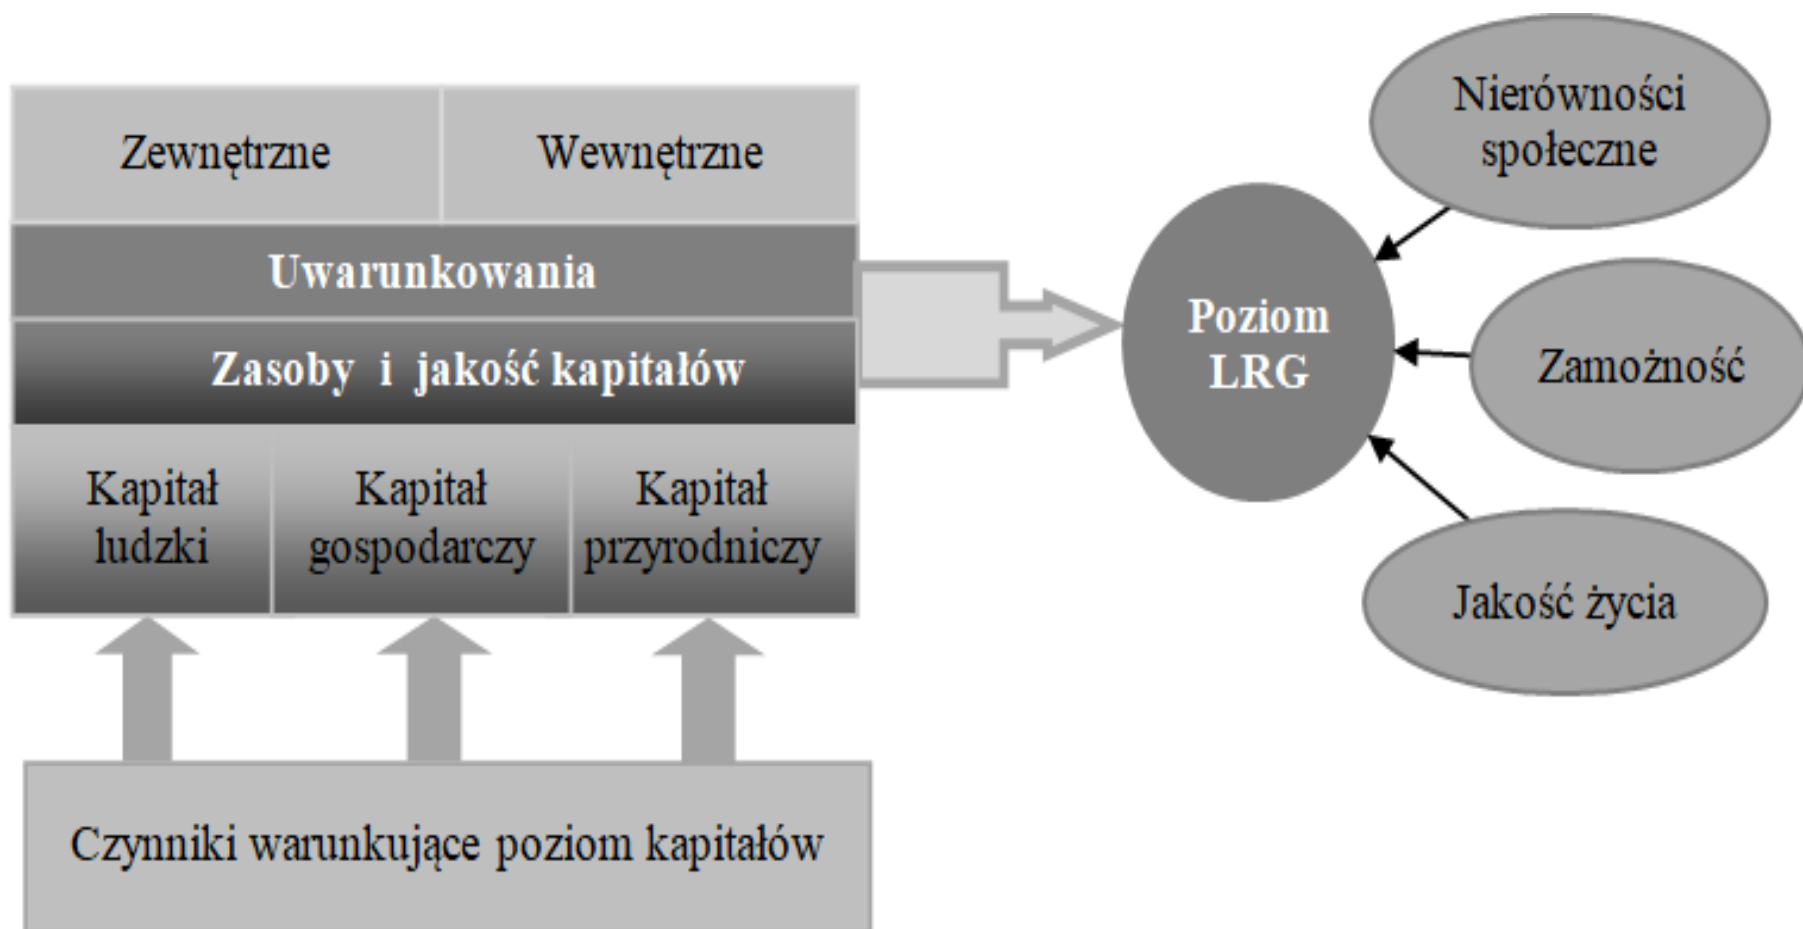 Zewnętrzne
Wewnętrzne
Uwarunkowania
Zasoby i jakość kapitałów
Kapitał
ludzki
Kapitał
gospodarczy
Kapitał
przyrodniczy
Czynniki warunkujące poziom kapitałów
Poziom
LRG
Nierówności
społeczne
Zamożność
Jakość życia